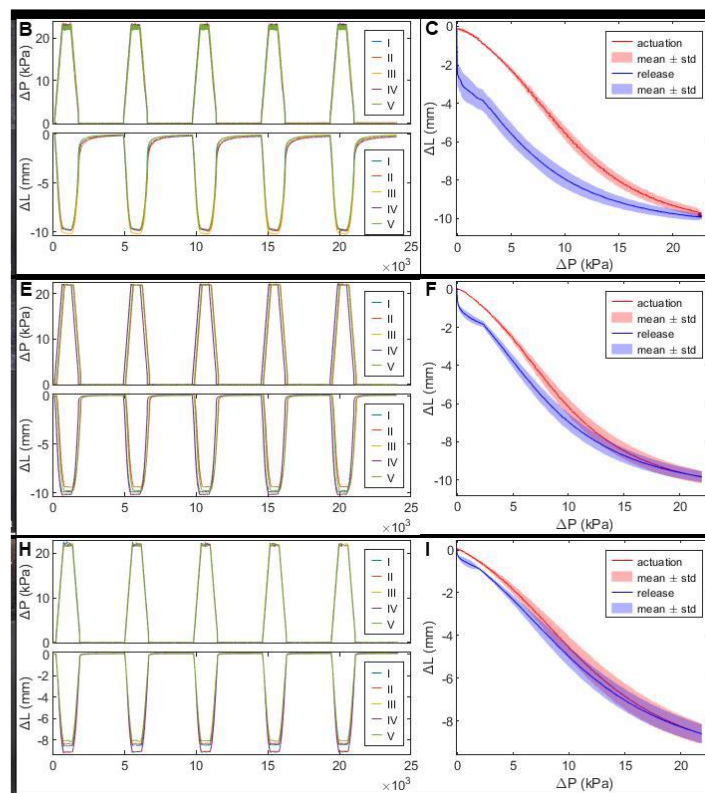 B
ΔP (kPa)
20
10
0
I
II
III
IV
V
ΔL (mm)
0
-5
-10
I
II
III
IV
V
0 5 10 15 20 25
× 10³
C
ΔL (mm)
0
-2
-4
-6
-8
-10
actuation
mean ± std
release
mean ± std
0 5 10 15 20
ΔP (kPa)
E
ΔP (kPa)
20
10
0
I
II
III
IV
V
ΔL (mm)
0
-5
-10
I
II
III
IV
V
0 5 10 15 20 25
× 10³
F
ΔL (mm)
0
-2
-4
-6
-8
-10
actuation
mean ± std
release
mean ± std
0 5 10 15 20
ΔP (kPa)
H
ΔP (kPa)
20
10
0
I
II
III
IV
V
ΔL (mm)
0
-2
-4
-6
-8
I
II
III
IV
V
0 5 10 15 20 25
× 10³
I
ΔL (mm)
0
-2
-4
-6
-8
actuation
mean ± std
release
mean ± std
0 5 10 15 20
ΔP (kPa)